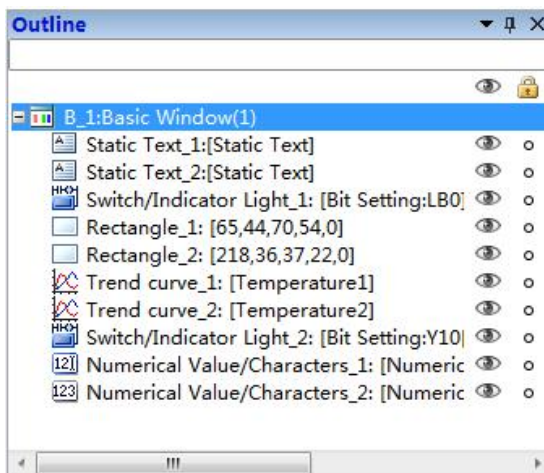 Outline
B_1:Basic Window(1)
Static Text_1:[Static Text]
Static Text_2:[Static Text]
Switch/Indicator Light_1: [Bit Setting:LB0]
Rectangle_1: [65,44,70,54,0]
Rectangle_2: [218,36,37,22,0]
Trend curve_1: [Temperature1]
Trend curve_2: [Temperature2]
Switch/Indicator Light_2: [Bit Setting:Y10]
12 Numerical Value/Characters_1: [Numeric
123 Numerical Value/Characters_2: [Numeric